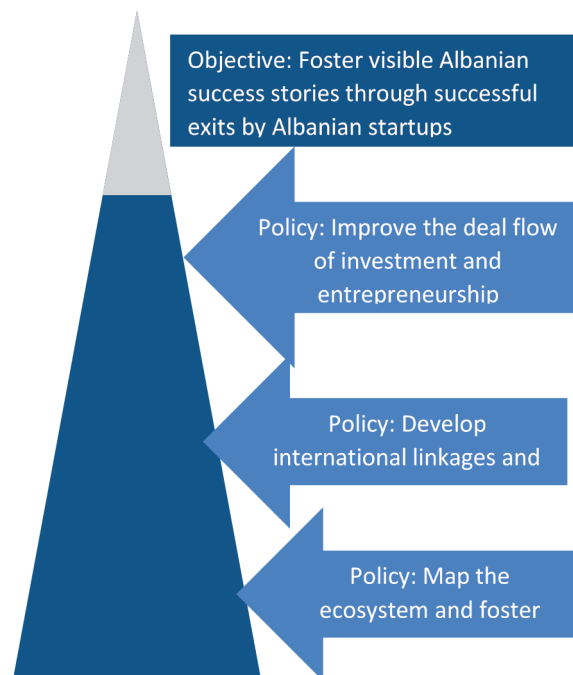 Objective: Foster visible Albanian
success stories through successful
exits by Albanian startups
Policy: Improve the deal flow
of investment and
entrepreneurship
Policy: Develop
international linkages and
Policy: Map the
ecosystem and foster